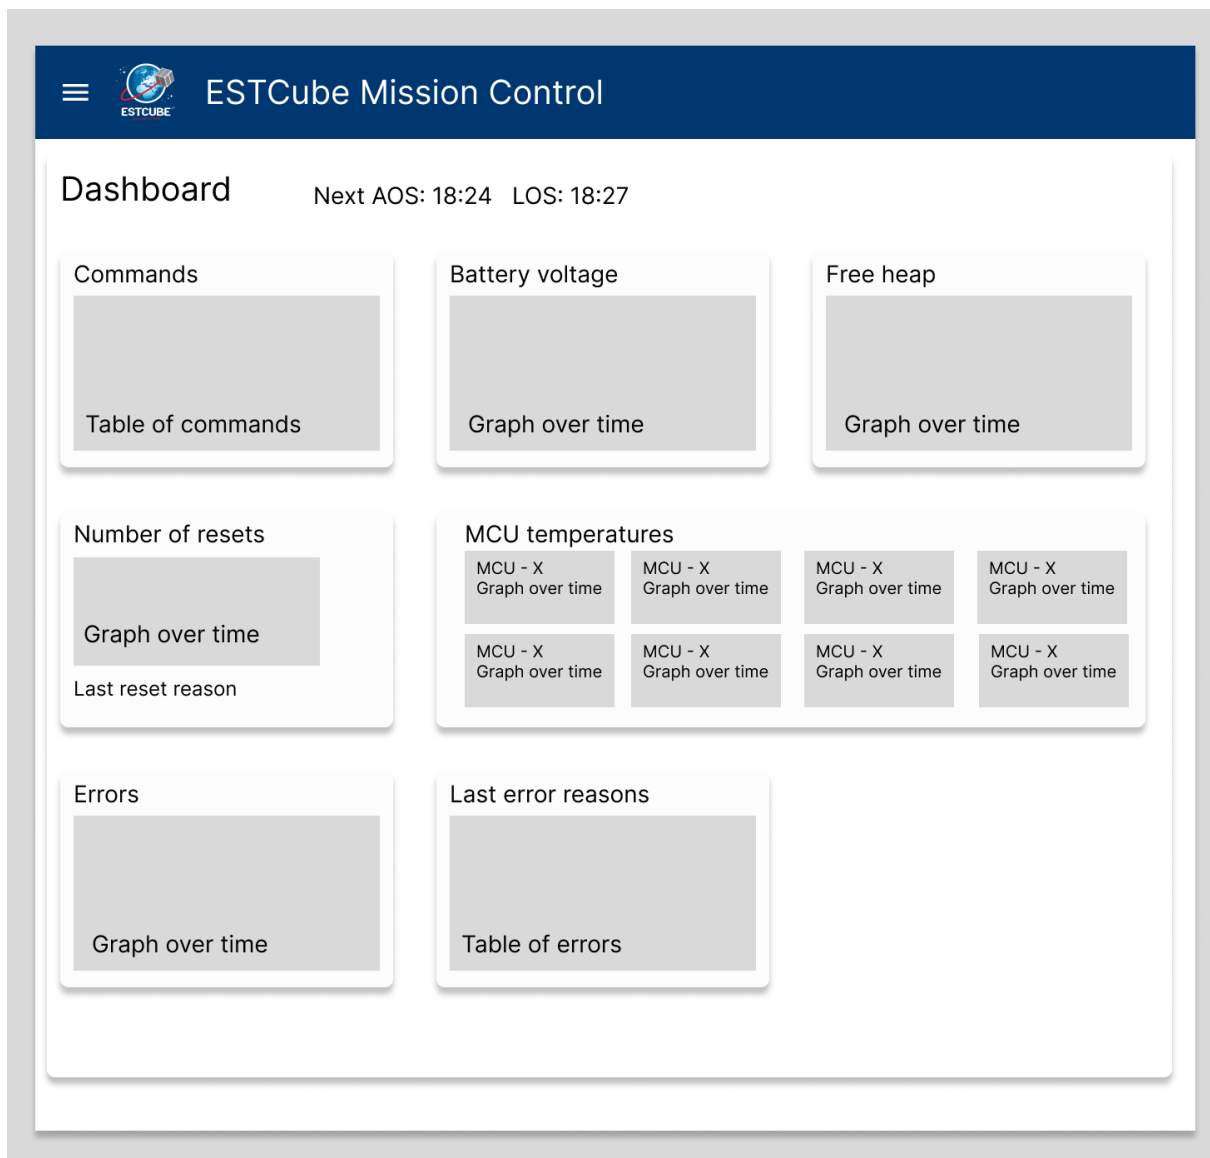 ESTCUBE
ESTCube Mission Control
Dashboard
Next AOS: 18:24 LOS: 18:27
Commands
Table of commands
Battery voltage
Graph over time
Free heap
Graph over time
Number of resets
Graph over time
Last reset reason
MCU temperatures
MCU - X
Graph over time
MCU - X
Graph over time
MCU - X
Graph over time
MCU - X
Graph over time
MCU - X
Graph over time
MCU - X
Graph over time
MCU - X
Graph over time
MCU - X
Graph over time
Errors
Graph over time
Last error reasons
Table of errors